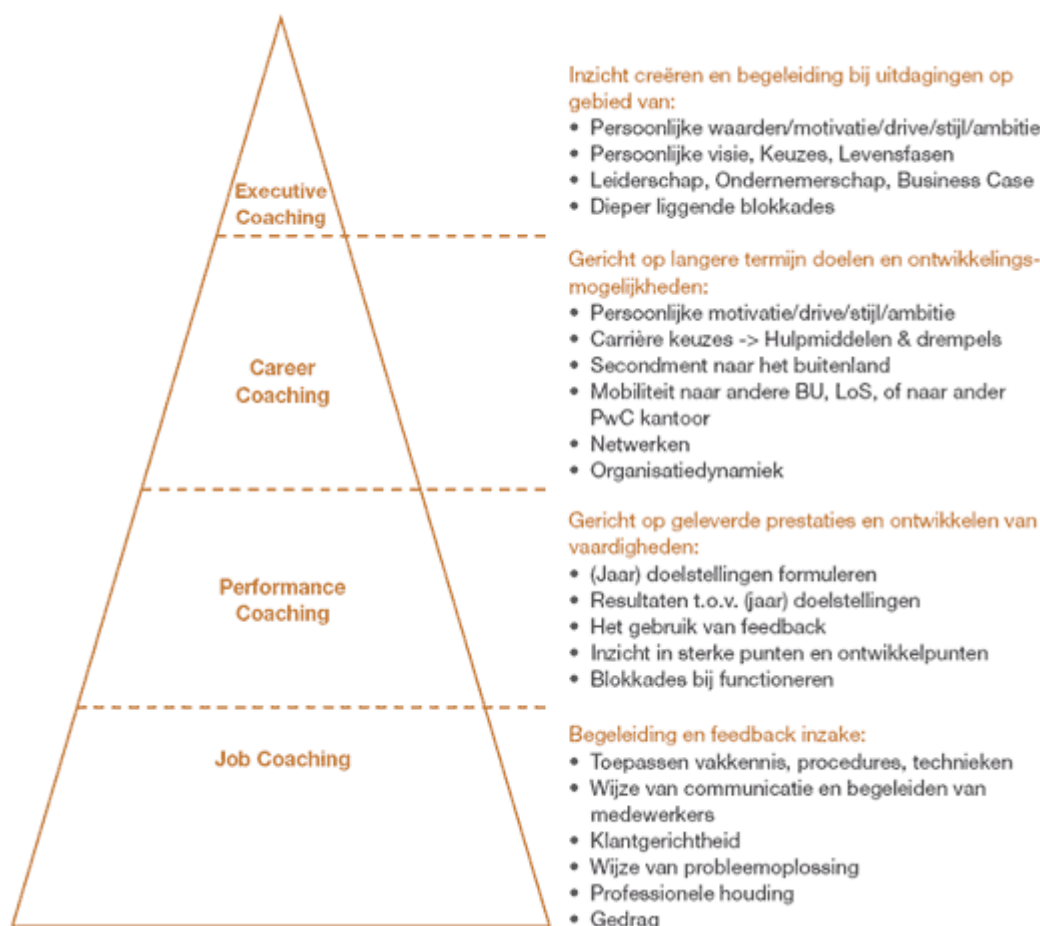 Inzicht creëren en begeleiding bij uitdagingen op
gebied van:
• Persoonlijke waarden/motivatie/drive/stijl/ambitie
• Persoonlijke visie, Keuzes, Levensfasen
• Leiderschap, Ondernemerschap, Business Case
• Dieper liggende blokkades
Executive
Coaching
Gericht op langere termijn doelen en ontwikkelings-
mogelijkheden:
• Persoonlijke motivatie/drive/stijl/ambitie
• Carrière keuzes -> Hulpmiddelen & drempels
• Secondment naar het buitenland
• Mobiliteit naar andere BU, LoS, of naar ander
PwC kantoor
• Netwerken
• Organisatiedynamiek
Career
Coaching
Gericht op geleverde prestaties en ontwikkelen van
vaardigheden:
• (Jaar) doelstellingen formuleren
• Resultaten t.o.v. (jaar) doelstellingen
• Het gebruik van feedback
• Inzicht in sterke punten en ontwikkelpunten
• Blokkades bij functioneren
Performance
Coaching
Job Coaching
Begeleiding en feedback inzake:
• Toepassen vakkennis, procedures, technieken
• Wijze van communicatie en begeleiden van
medewerkers
• Klantgerichtheid
• Wijze van probleemoplossing
• Professionele houding
• Gedrag